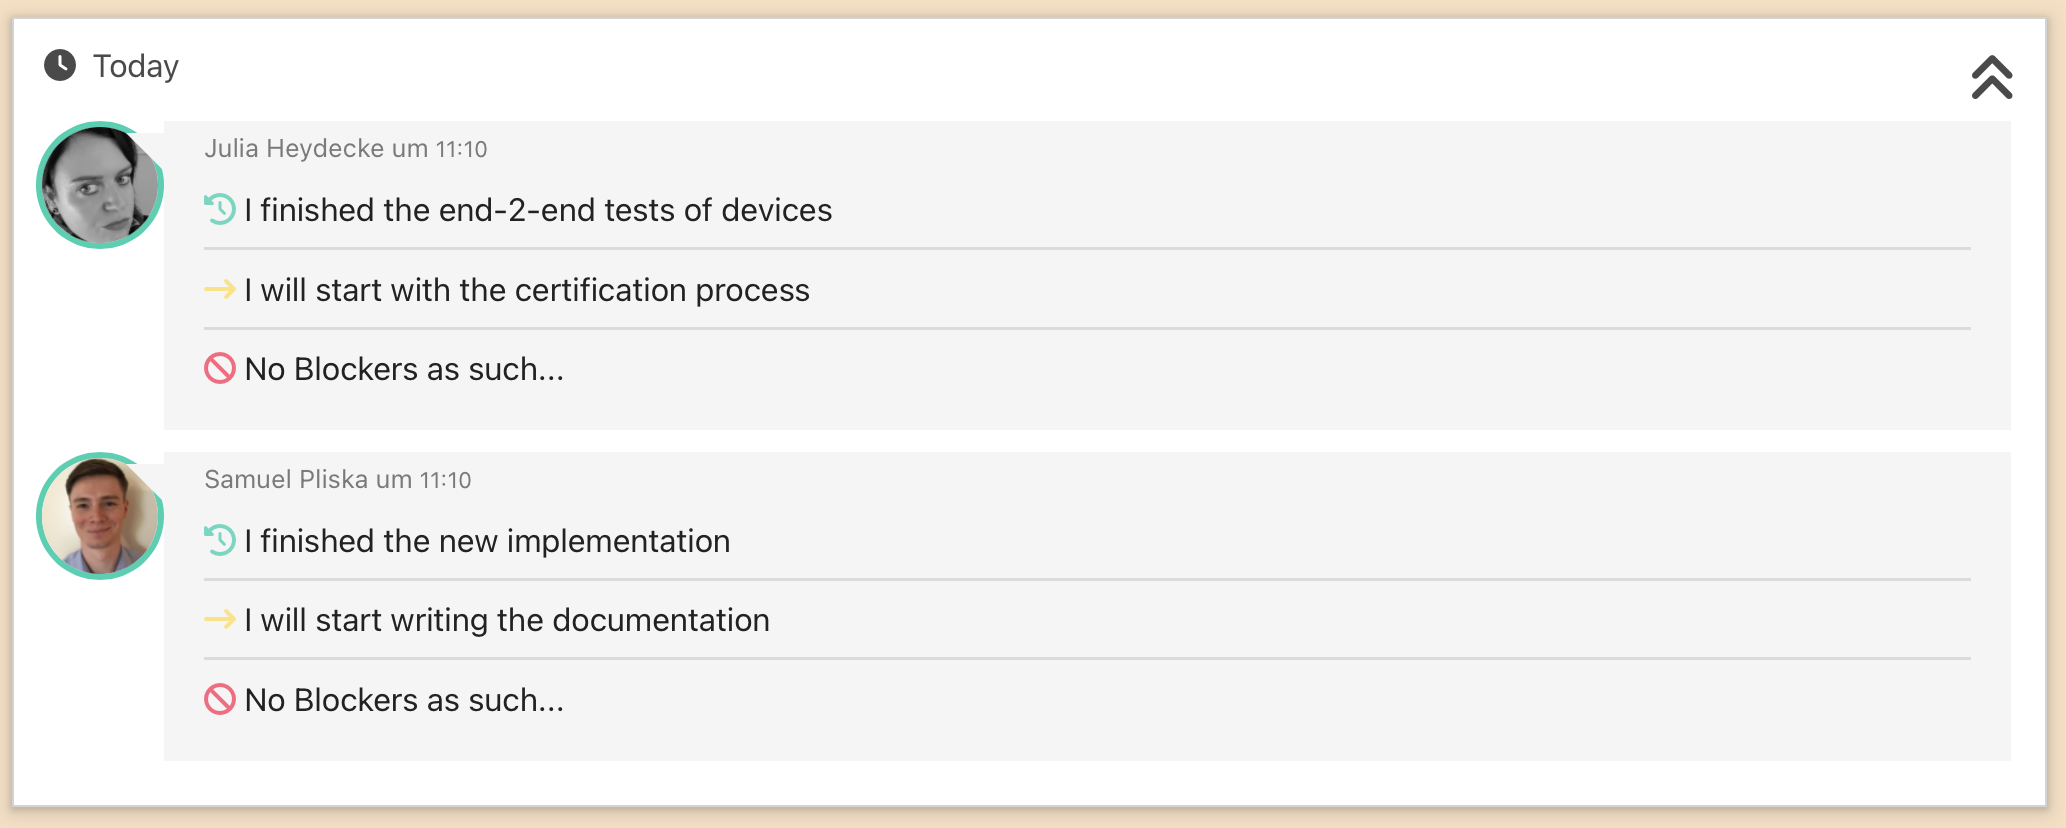 Today
Julia Heydecke um 11:10
I finished the end-2-end tests of devices
I will start with the certification process
No Blockers as such...
Samuel Pliska um 11:10
I finished the new implementation
I will start writing the documentation
No Blockers as such...